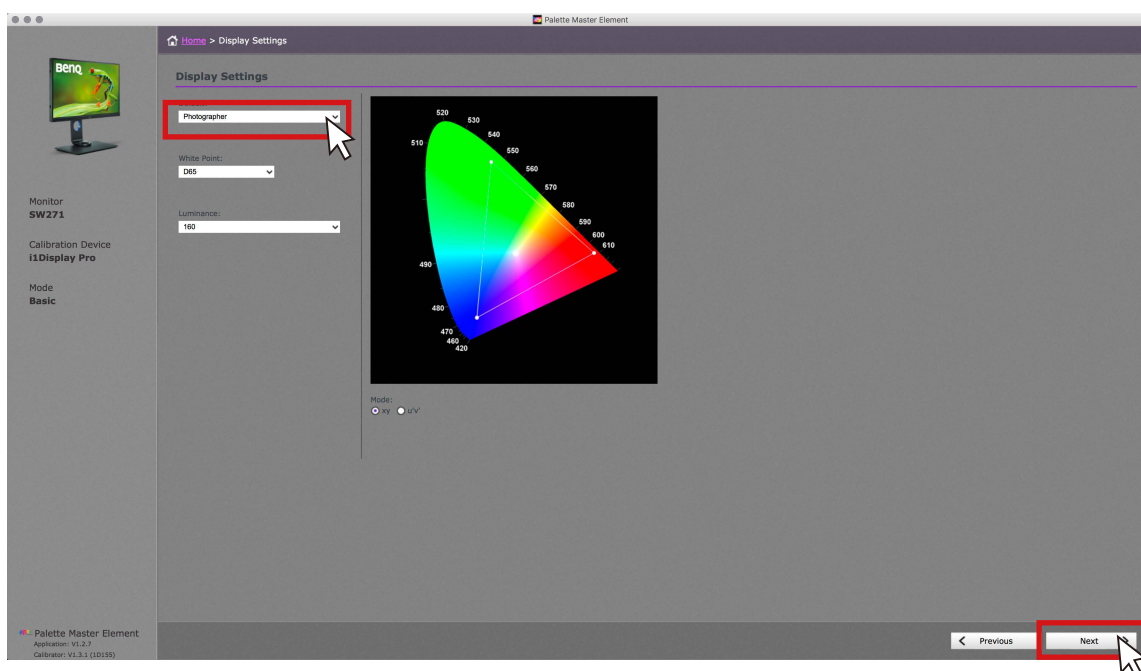 Palette Master Element
Home > Display Settings
BenQ
Display Settings
Photographer
White Point:
D65
Luminance:
160
Monitor
SW271
Calibration Device
i1Display Pro
Mode
Basic
520
530
540
510
550
560
570
580
590
600
610
490
480
470
460
420
Mode:
xy u'v'
Palette Master Element
Application: V1.2.7
Calibrator: V1.3.1 (1D155)
Previous
Next